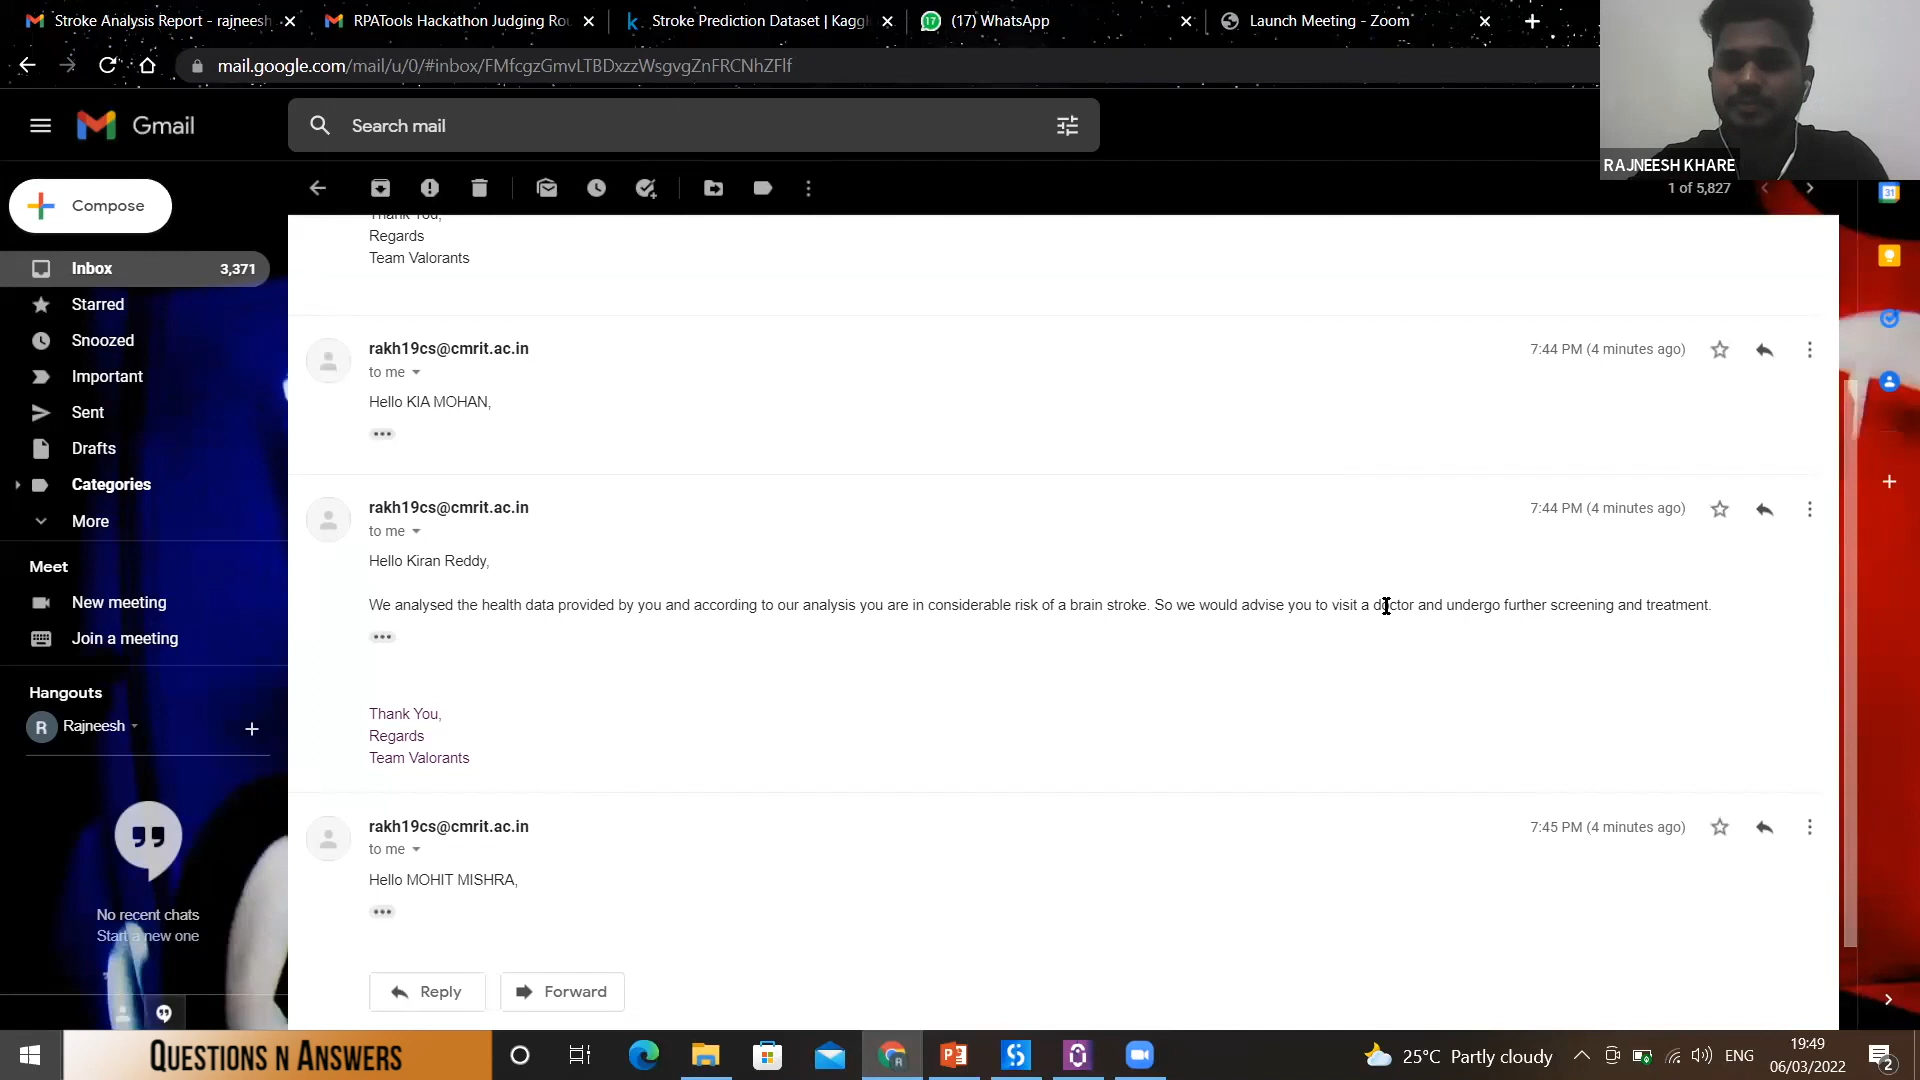 Stroke Analysis Report - rajneesh
RPATools Hackathon Judging Rou
Stroke Prediction Dataset | Kaggl
(17) WhatsApp
Launch Meeting - Zoom
mail.google.com/mail/u/0/#inbox/FMfcgzGmvLTBDxzzWsgvgZnFRCNhZFlf
Gmail
Search mail
RAJNEESH KHARE
1 of 5,827
Compose
Inbox 3,371
Starred
Snoozed
Important
Sent
Drafts
Categories
More
Meet
New meeting
Join a meeting
Hangouts
R Rajneesh
No recent chats
Start a new one
Thank You,
Regards
Team Valorants
rakh19cs@cmrit.ac.in 7:44 PM (4 minutes ago)
to me
Hello KIA MOHAN,
rakh19cs@cmrit.ac.in 7:44 PM (4 minutes ago)
to me
Hello Kiran Reddy,
We analysed the health data provided by you and according to our analysis you are in considerable risk of a brain stroke. So we would advise you to visit a doctor and undergo further screening and treatment.
Thank You,
Regards
Team Valorants
rakh19cs@cmrit.ac.in 7:45 PM (4 minutes ago)
to me
Hello MOHIT MISHRA,
Reply
Forward
QUESTIONS N ANSWERS
25°C Partly cloudy
ENG
19:49
06/03/2022
2